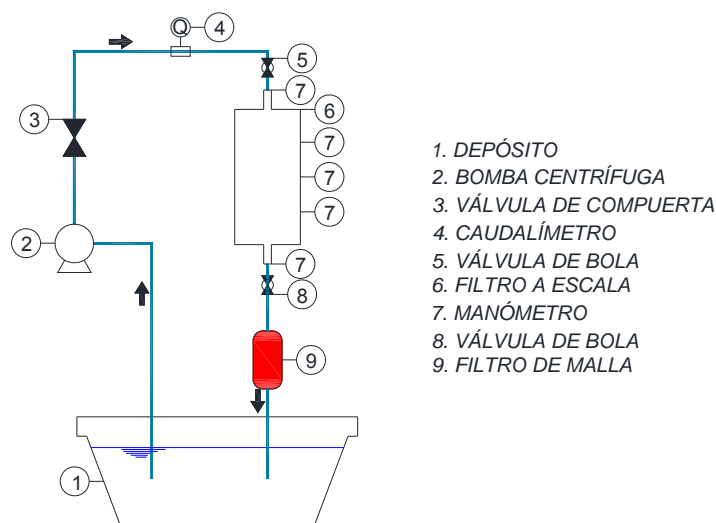 Q
4
5
7
6
3
7
7
7
2
7
8
9
1
1. DEPÓSITO
2. BOMBA CENTRÍFUGA
3. VÁLVULA DE COMPUERTA
4. CAUDALÍMETRO
5. VÁLVULA DE BOLA
6. FILTRO A ESCALA
7. MANÓMETRO
8. VÁLVULA DE BOLA
9. FILTRO DE MALLA